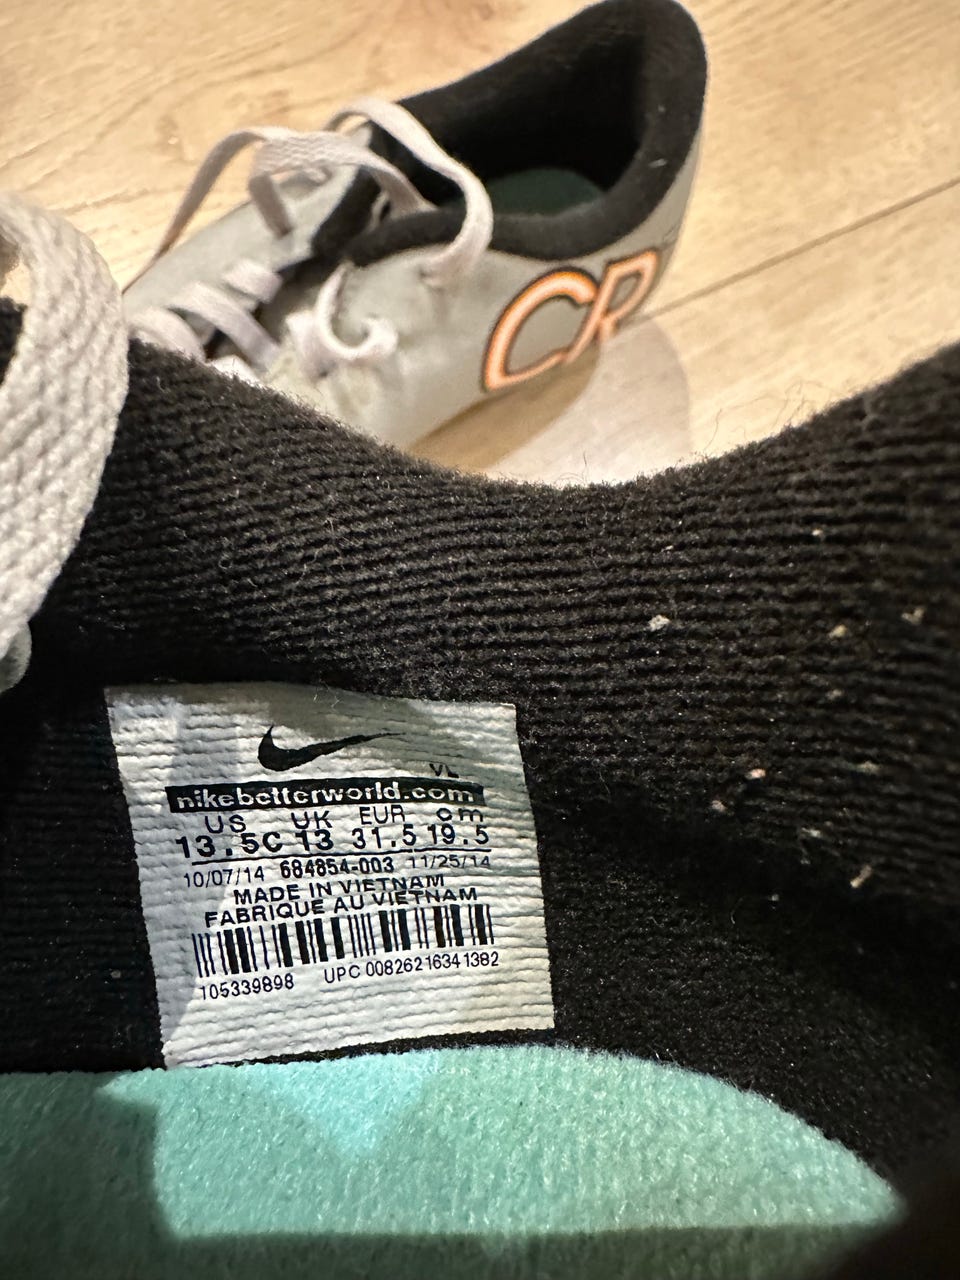 CR
VL
nikebetterworld.com
US UK EUR cm
13.5C 13 31.5 19.5
10/07/14 684854-003 11/25/14
MADE IN VIETNAM
FABRIQUE AU VIETNAM
105339898 UPC 00826216341382